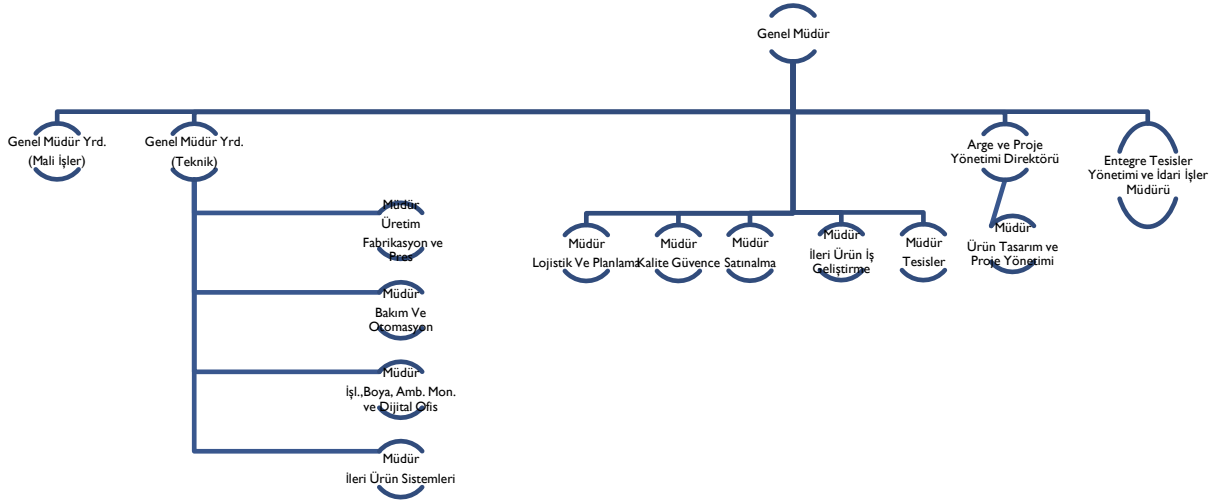 Genel Müdür
Genel Müdür Yrd.
(Mali İşler)
Genel Müdür Yrd.
(Teknik)
Arge ve Proje
Yönetimi Direktörü
Entegre Tesisler
Yönetimi ve İdari İşler
Müdürü
Müdür
Üretim
Fabrikasyon ve
Pres
Müdür
Bakım Ve
Otomasyon
Müdür
İşl.,Boya, Amb. Mon.
ve Dijital Ofis
Müdür
İleri Ürün Sistemleri
Müdür
Lojistik Ve Planlama
Müdür
Kalite Güvence
Müdür
Satınalma
Müdür
İleri Ürün İş
Geliştirme
Müdür
Tesisler
Müdür
Ürün Tasarım ve
Proje Yönetimi